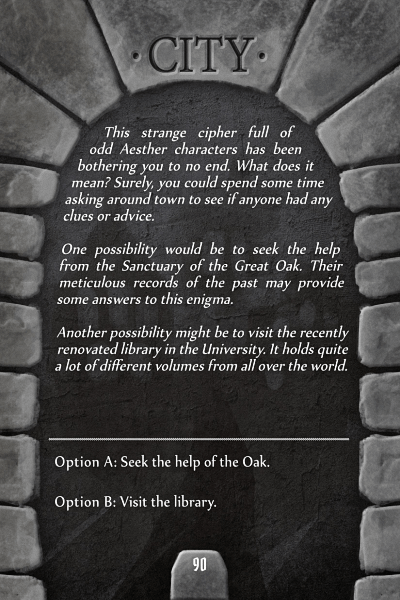 ·CITY·
This strange cipher full of
odd Aesther characters has been
bothering you to no end. What does it
mean? Surely, you could spend some time
asking around town to see if anyone had any
clues or advice.
One possibility would be to seek the help
from the Sanctuary of the Great Oak. Their
meticulous records of the past may provide
some answers to this enigma.
Another possibility might be to visit the recently
renovated library in the University. It holds quite
a lot of different volumes from all over the world.
Option A: Seek the help of the Oak.
Option B: Visit the library.
90